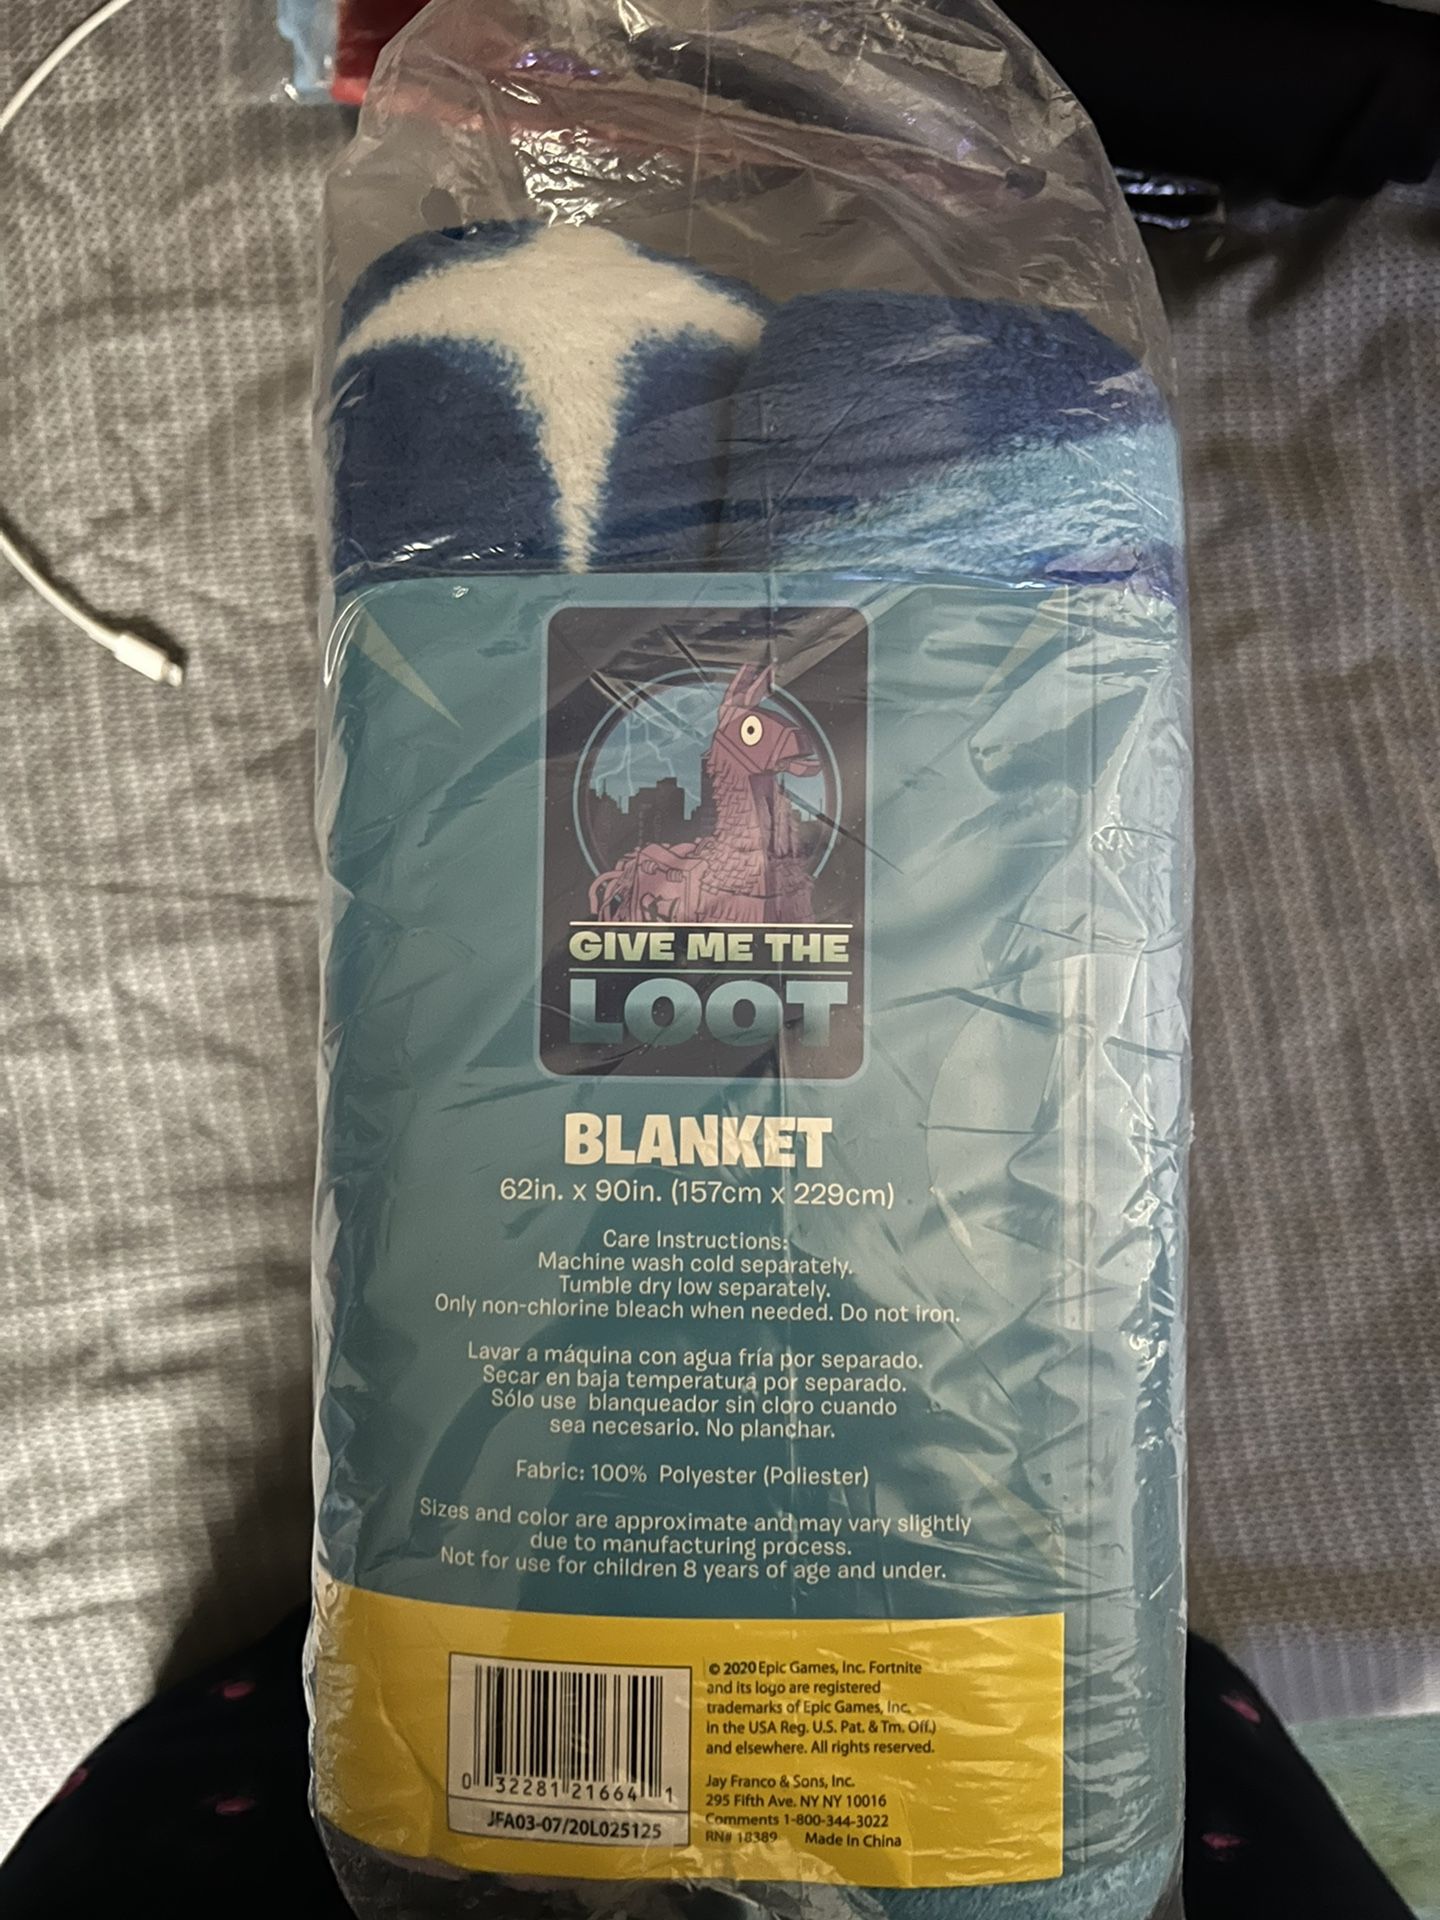 GIVE ME THE
LOOT
BLANKET
62in. x 90in. (157cm x 229cm)
Care Instructions:
Machine wash cold separately.
Tumble dry low separately.
Only non-chlorine bleach when needed. Do not iron.
Lavar a máquina con agua fría por separado.
Secar en baja temperatura por separado.
Sólo use blanqueador sin cloro cuando
sea necesario. No planchar.
Fabric: 100% Polyester (Poliester)
Sizes and color are approximate and may vary slightly
due to manufacturing process.
Not for use for children 8 years of age and under.
0 32281 21664 1
JFA03-07/20L025125
© 2020 Epic Games, Inc. Fortnite
and its logo are registered
trademarks of Epic Games, Inc.
in the USA Reg. U.S. Pat. & Tm. Off.)
and elsewhere. All rights reserved.
Jay Franco & Sons, Inc.
295 Fifth Ave. NY NY 10016
Comments 1-800-344-3022
RN# 18389 Made In China